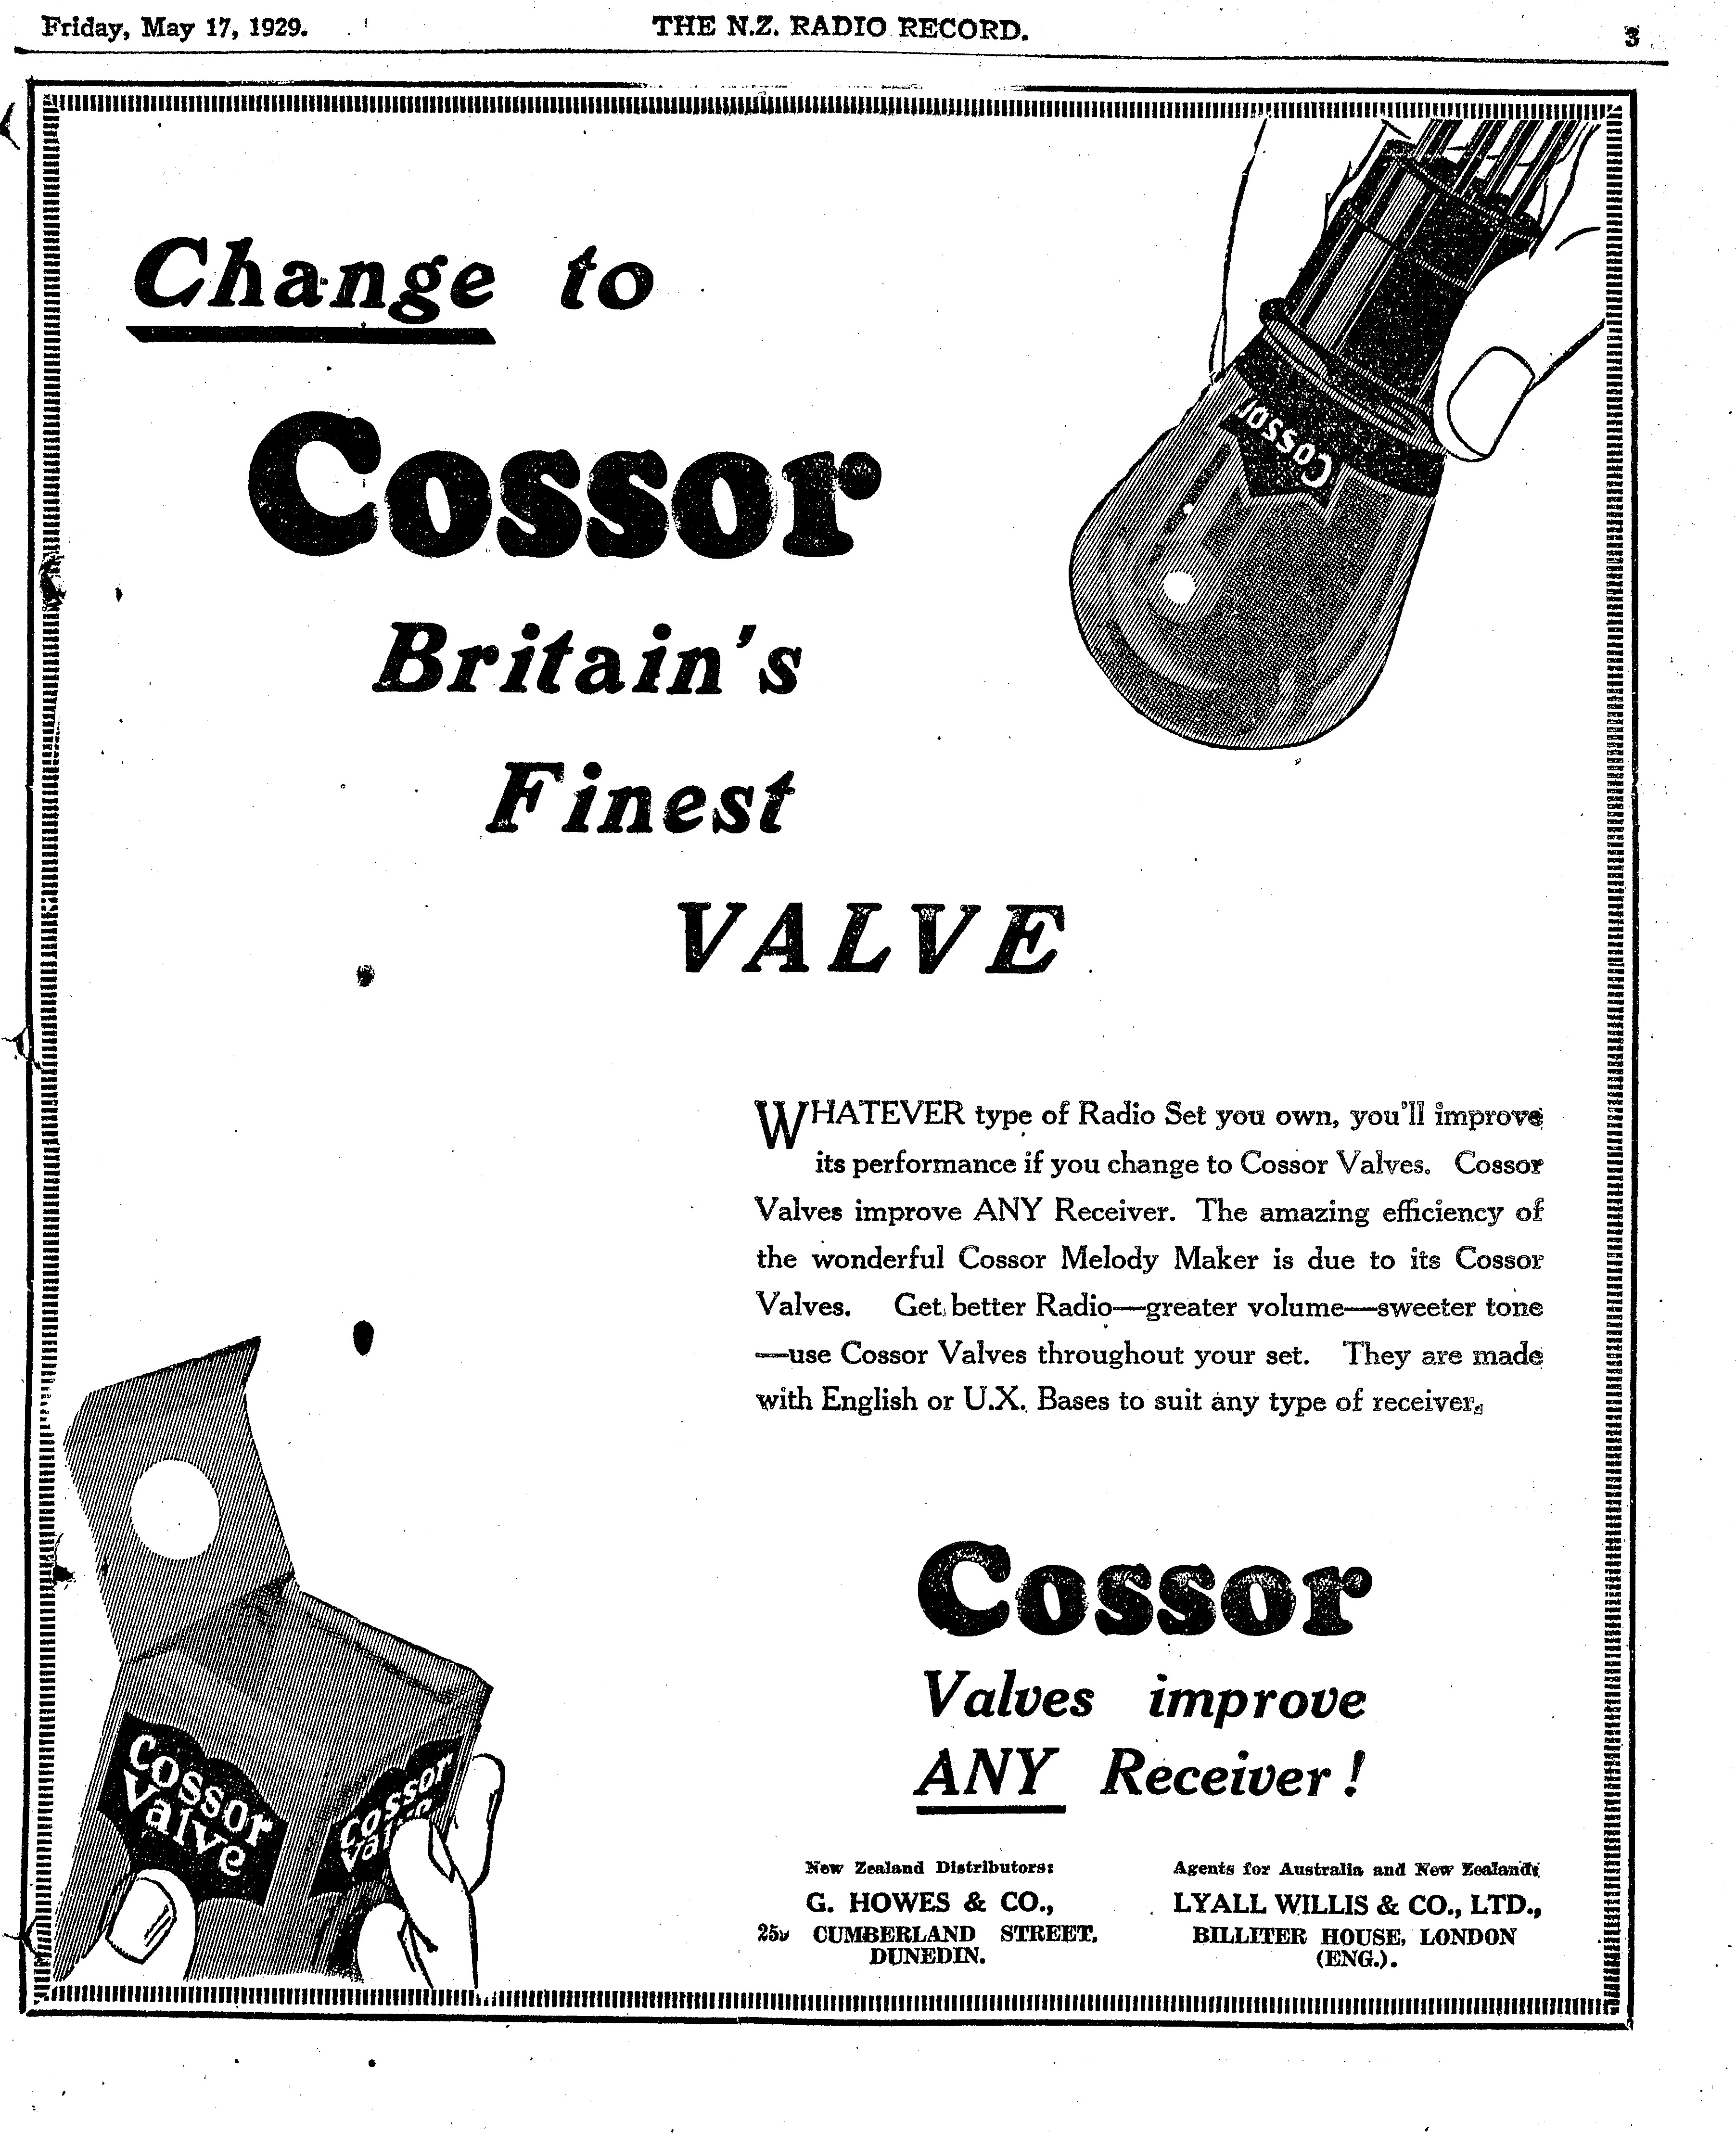 Friday, May 17, 1929.
THE N.Z. RADIO RECORD.
3
Change to
Cossor
Britain's
Finest
VALVE
Cossor
WHATEVER type of Radio Set you own, you'll improve
its performance if you change to Cossor Valves. Cossor
Valves improve ANY Receiver. The amazing efficiency of
the wonderful Cossor Melody Maker is due to its Cossor
Valves. Get better Radio—greater volume—sweeter tone
—use Cossor Valves throughout your set. They are made
with English or U.X. Bases to suit any type of receiver.
Cossor
Valves improve
ANY Receiver!
Cossor
Valve
Cossor
New Zealand Distributors:
G. HOWES & CO.,
CUMBERLAND STREET,
DUNEDIN.
Agents for Australia and New Zealand:
LYALL WILLIS & CO., LTD.,
BILLITER HOUSE, LONDON
(ENG.).